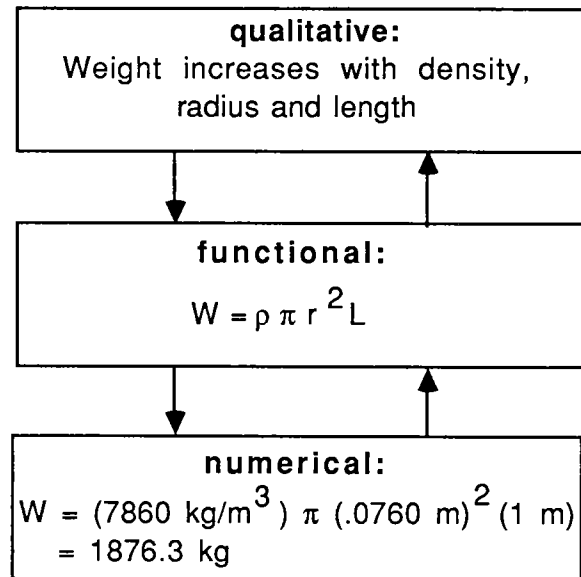 qualitative:
Weight increases with density,
radius and length
functional:
W = ρ π r² L
numerical:
W = (7860 kg/m³) π (.0760 m)² (1 m)
= 1876.3 kg